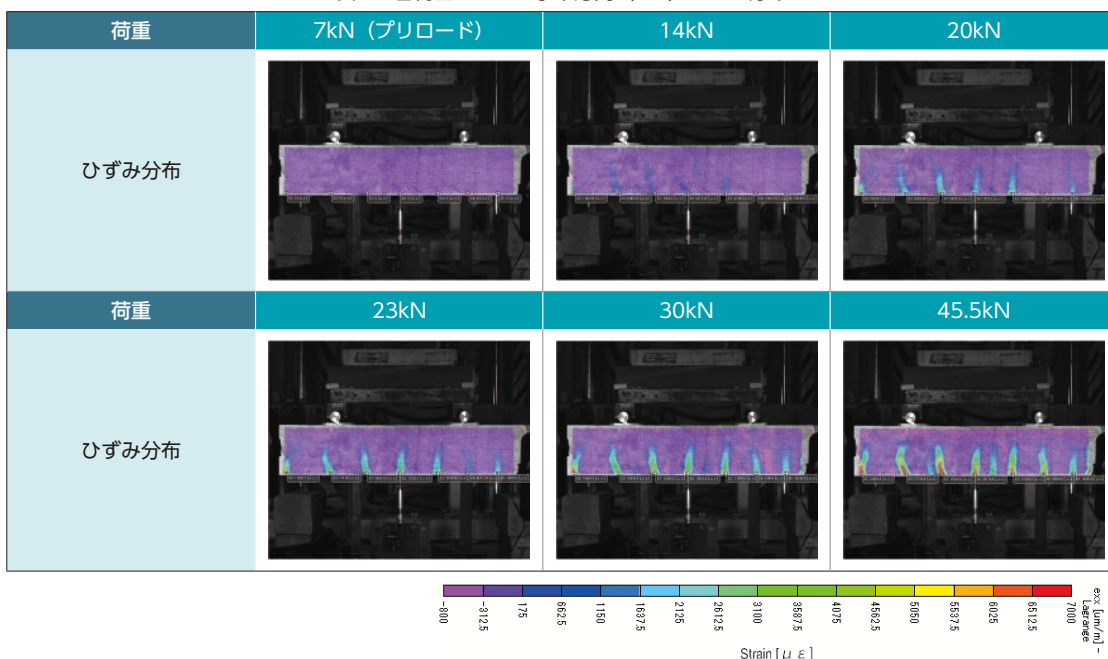 荷重 7kN（プリロード） 14kN 20kN
ひずみ分布
荷重 23kN 30kN 45.5kN
ひずみ分布
-800 -312.5 175 662.5 1150 1637.5 2125 2612.5 3100 3587.5 4075 4562.5 5050 5537.5 6025 6512.5 7000
exx [um/m] -
Lagrange
Strain [μ ε]